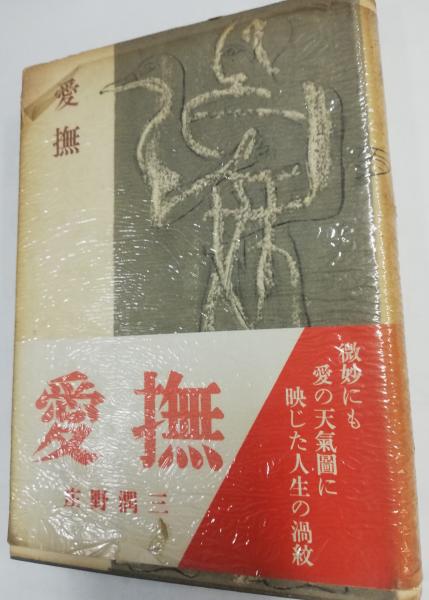 愛撫
愛撫
庄野潤三
微妙にも
愛の天氣圖に
映じた人生の渦紋